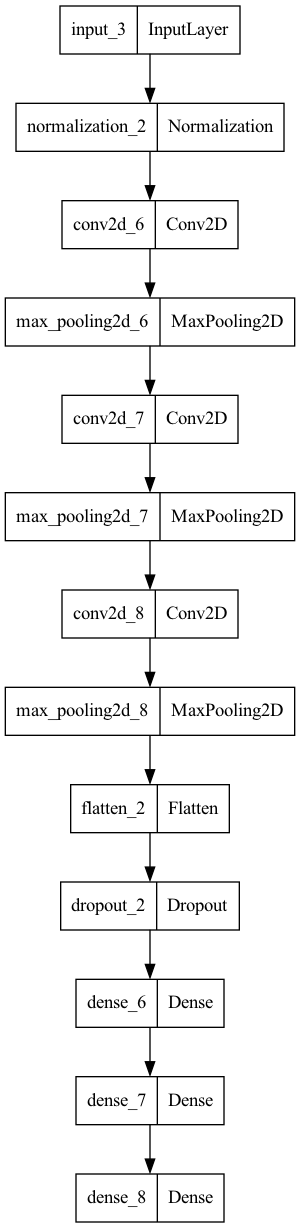 input_3 InputLayer
normalization_2 Normalization
conv2d_6 Conv2D
max_pooling2d_6 MaxPooling2D
conv2d_7 Conv2D
max_pooling2d_7 MaxPooling2D
conv2d_8 Conv2D
max_pooling2d_8 MaxPooling2D
flatten_2 Flatten
dropout_2 Dropout
dense_6 Dense
dense_7 Dense
dense_8 Dense